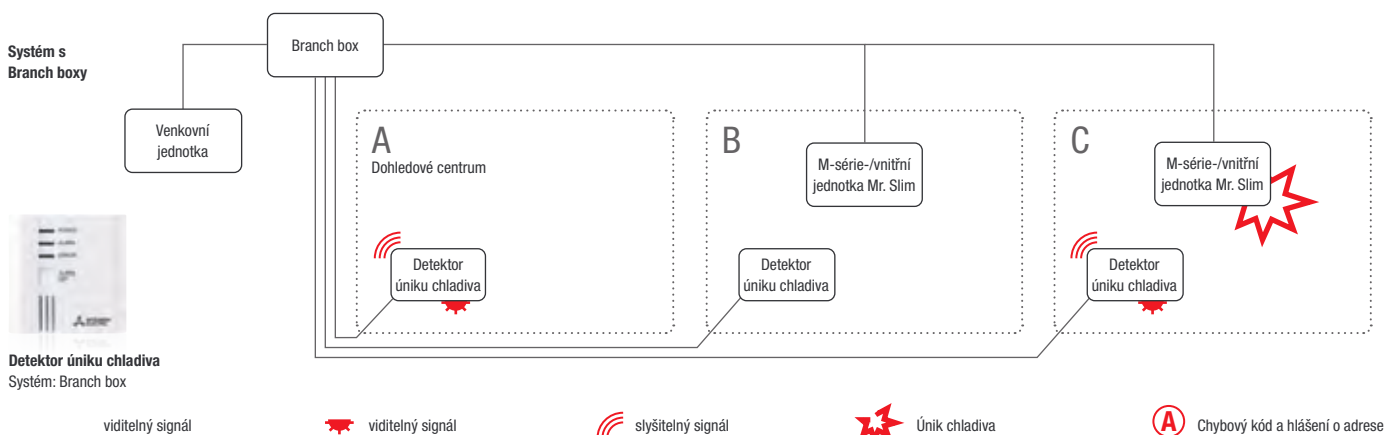 Systém s
Branch boxy
Branch box
Venkovní
jednotka
A
Dohledové centrum
B
C
M-série-/vnitřní
jednotka Mr. Slim
M-série-/vnitřní
jednotka Mr. Slim
Detektor
úniku chladiva
Detektor
úniku chladiva
Detektor
úniku chladiva
Detektor úniku chladiva
Systém: Branch box
viditelný signál
viditelný signál
slyšitelný signál
Únik chladiva
A
Chybový kód a hlášení o adrese